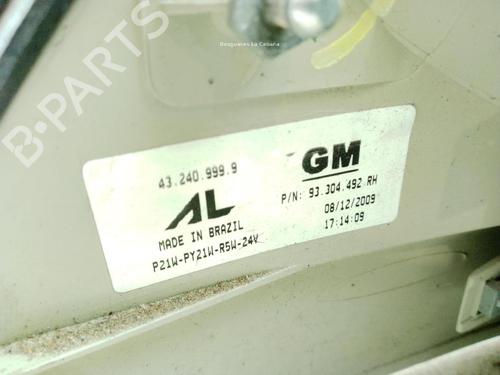 Desguaces La Cabana
B-PARTS
43.240.999.9
AL
MADE IN BRAZIL
P21W-PY21W-R5W-24V
GM
P/N: 93.304.492 RH
08/12/2009
17:14:09